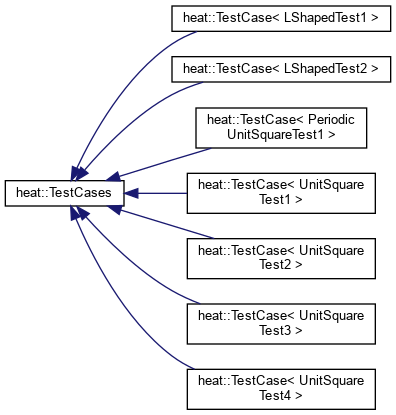 heat::TestCase< LShapedTest1 >
heat::TestCase< LShapedTest2 >
heat::TestCase< Periodic
UnitSquareTest1 >
heat::TestCases
heat::TestCase< UnitSquare
Test1 >
heat::TestCase< UnitSquare
Test2 >
heat::TestCase< UnitSquare
Test3 >
heat::TestCase< UnitSquare
Test4 >